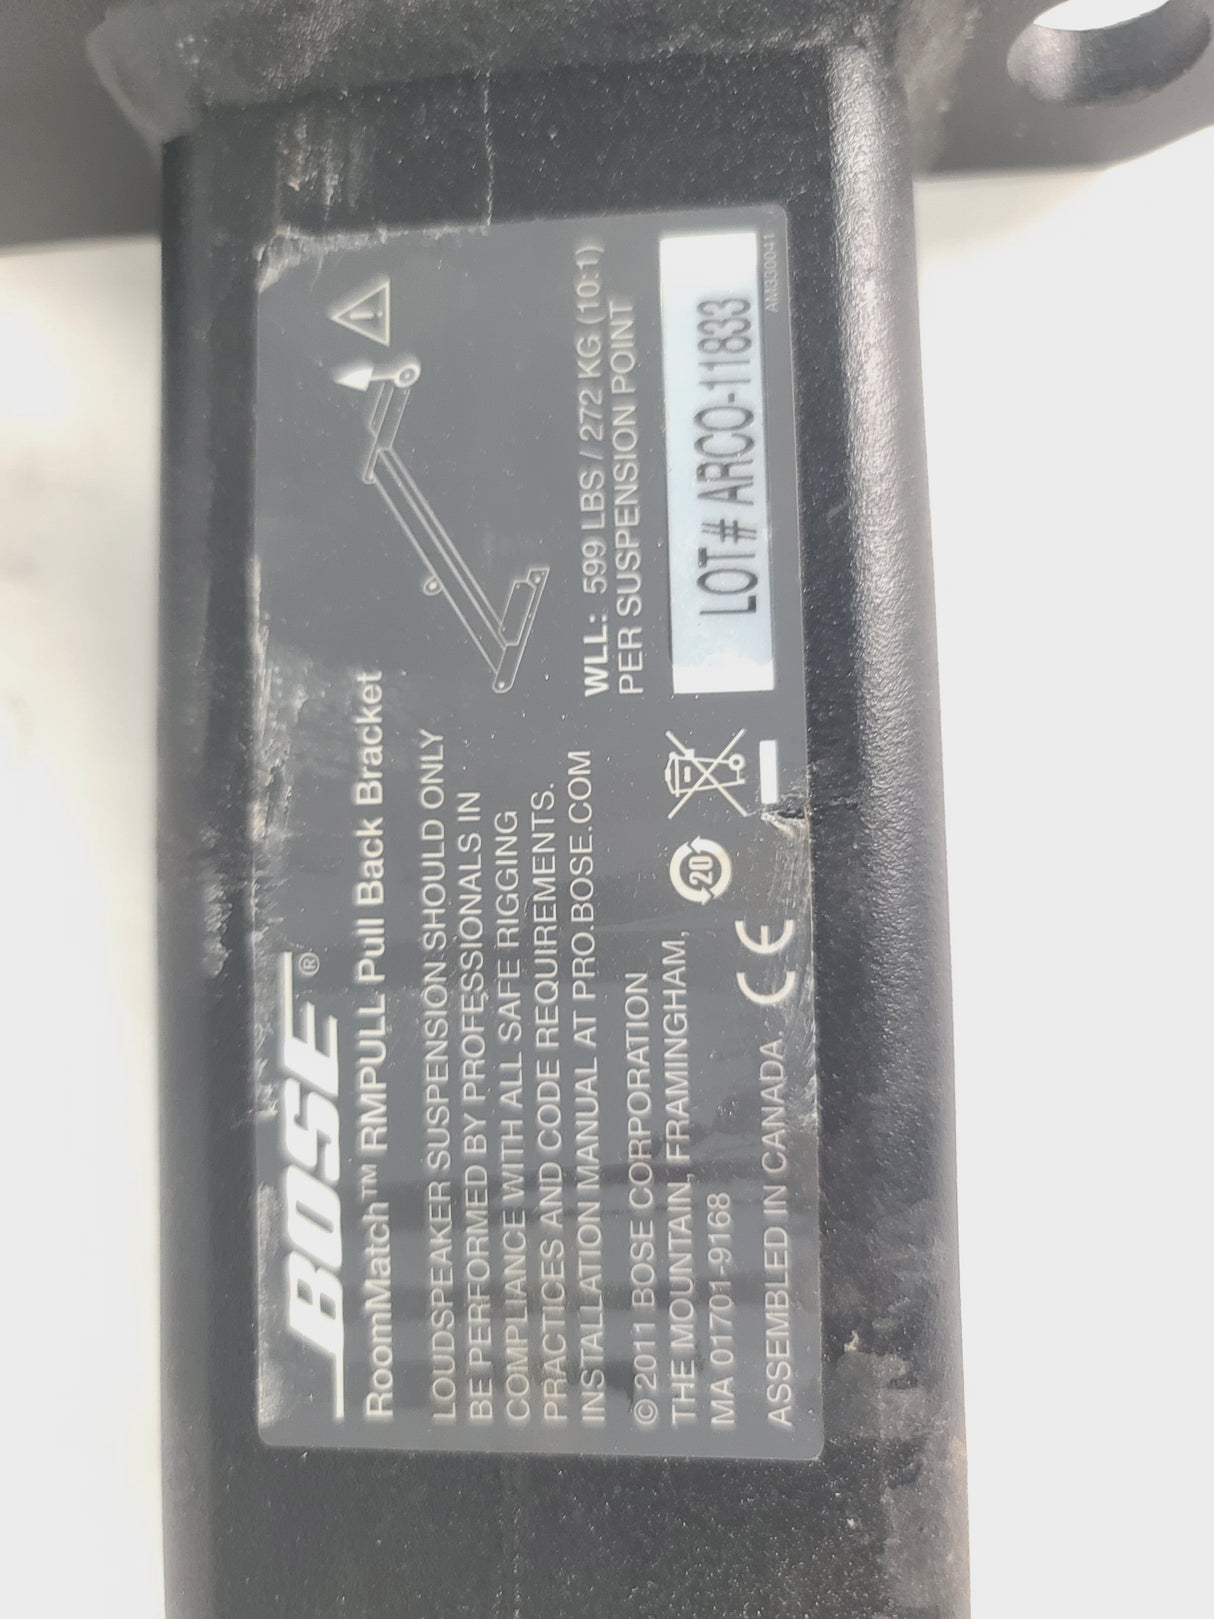 BOSE®
RoomMatch™ RMPULL Pull Back Bracket
LOUDSPEAKER SUSPENSION SHOULD ONLY
BE PERFORMED BY PROFESSIONALS IN
COMPLIANCE WITH ALL SAFE RIGGING
PRACTICES AND CODE REQUIREMENTS.
INSTALLATION MANUAL AT PRO.BOSE.COM
© 2011 BOSE CORPORATION
THE MOUNTAIN, FRAMINGHAM,
MA 01701-9168
ASSEMBLED IN CANADA
CE
20
!
WLL: 599 LBS / 272 KG (10:1)
PER SUSPENSION POINT
LOT# ARCO-11833